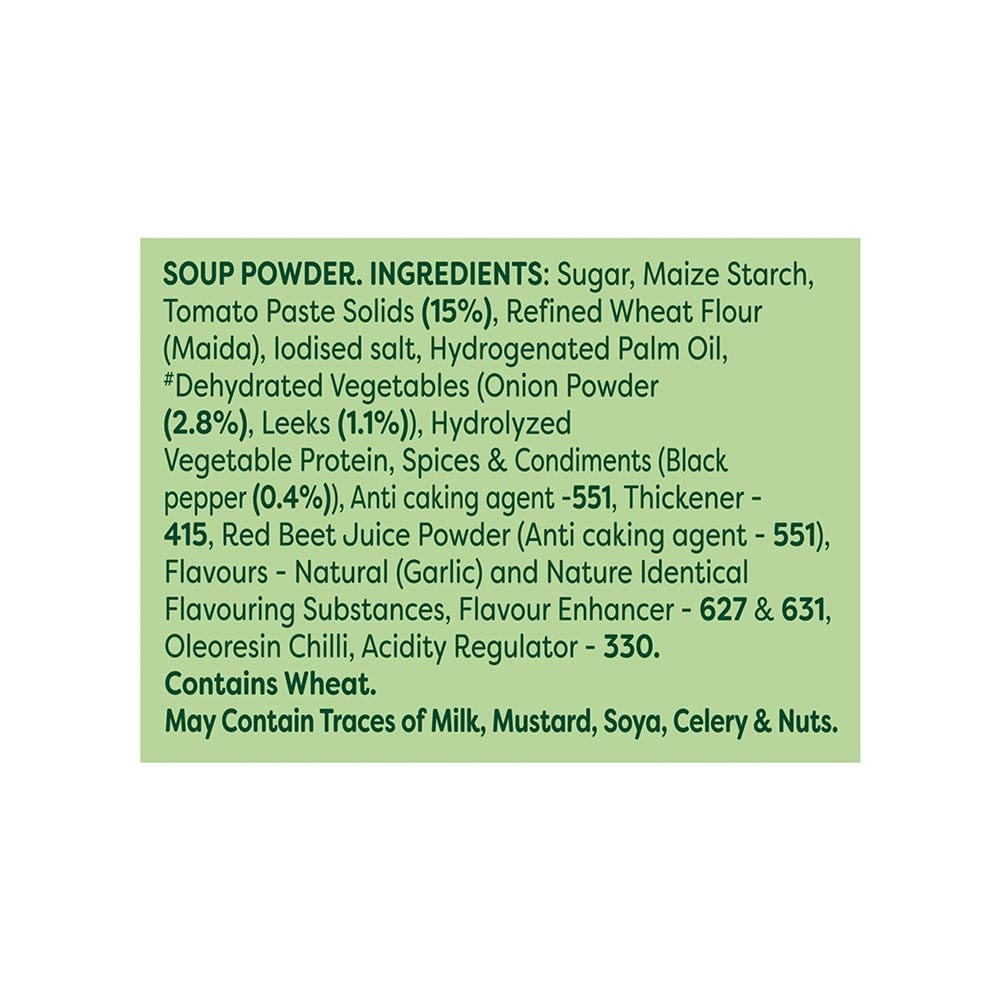 SOUP POWDER. INGREDIENTS: Sugar, Maize Starch,
Tomato Paste Solids (15%), Refined Wheat Flour
(Maida), Iodised salt, Hydrogenated Palm Oil,
#Dehydrated Vegetables (Onion Powder
(2.8%), Leeks (1.1%)), Hydrolyzed
Vegetable Protein, Spices & Condiments (Black
pepper (0.4%)), Anti caking agent -551, Thickener -
415, Red Beet Juice Powder (Anti caking agent - 551),
Flavours - Natural (Garlic) and Nature Identical
Flavouring Substances, Flavour Enhancer - 627 & 631,
Oleoresin Chilli, Acidity Regulator - 330.
Contains Wheat.
May Contain Traces of Milk, Mustard, Soya, Celery & Nuts.